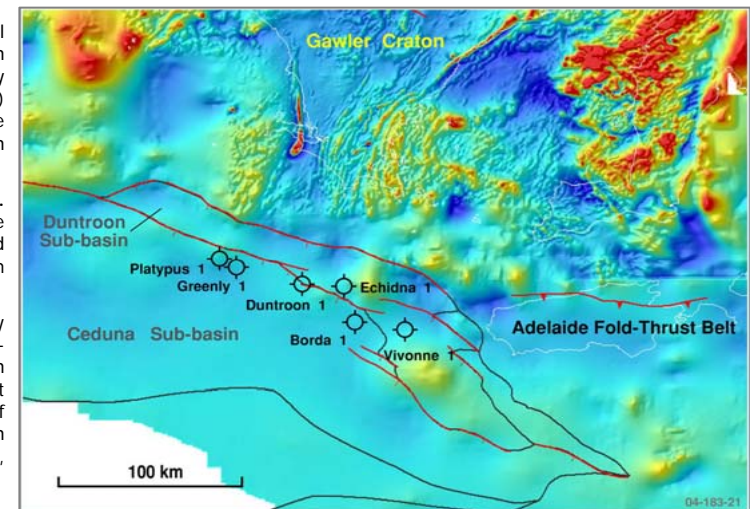 Gawler Craton
Duntroon
Sub-basin
Platypus 1
Greenly 1
Duntroon 1
Echidna 1
Borda 1
Vivonne 1
Ceduna Sub-basin
Adelaide Fold-Thrust Belt
100 km
04-183-21